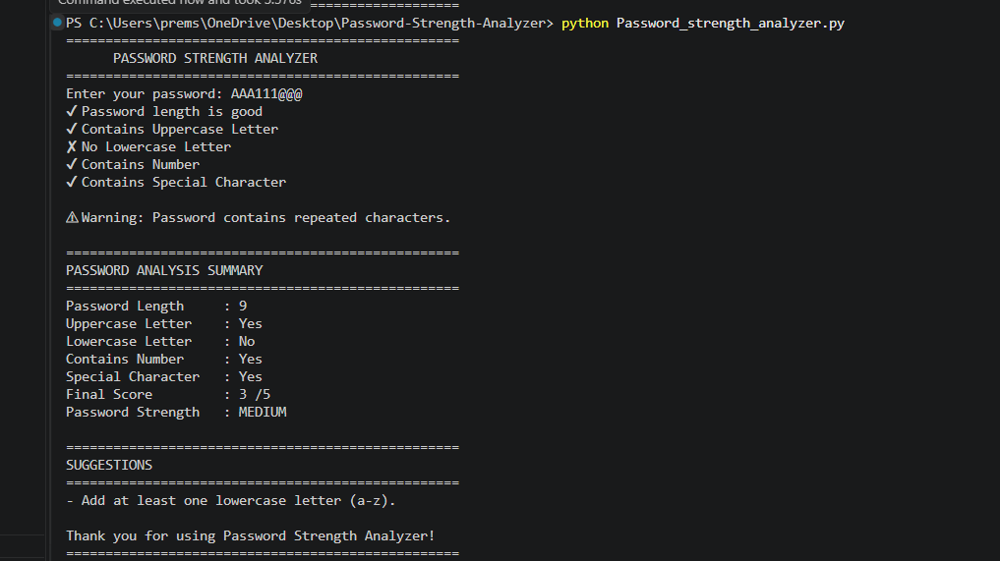 Command executed now and took 5.576s
==================
PS C:\Users\prems\OneDrive\Desktop\Password-Strength-Analyzer> python Password_strength_analyzer.py
==================================================
PASSWORD STRENGTH ANALYZER
==================================================
Enter your password: AAA111@@@
✓ Password length is good
✓ Contains Uppercase Letter
✗ No Lowercase Letter
✓ Contains Number
✓ Contains Special Character
⚠ Warning: Password contains repeated characters.
==================================================
PASSWORD ANALYSIS SUMMARY
==================================================
Password Length     : 9
Uppercase Letter    : Yes
Lowercase Letter    : No
Contains Number     : Yes
Special Character   : Yes
Final Score         : 3 /5
Password Strength   : MEDIUM
==================================================
SUGGESTIONS
==================================================
- Add at least one lowercase letter (a-z).
Thank you for using Password Strength Analyzer!
==================================================